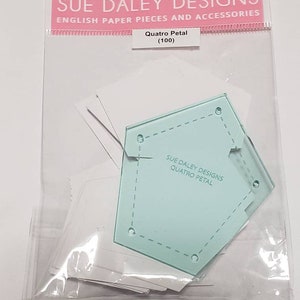 SUE DALEY DESIGNS
ENGLISH PAPER PIECES AND ACCESSORIES
Quatro Petal
(100)
SUE DALEY DESIGNS
QUATRO PETAL